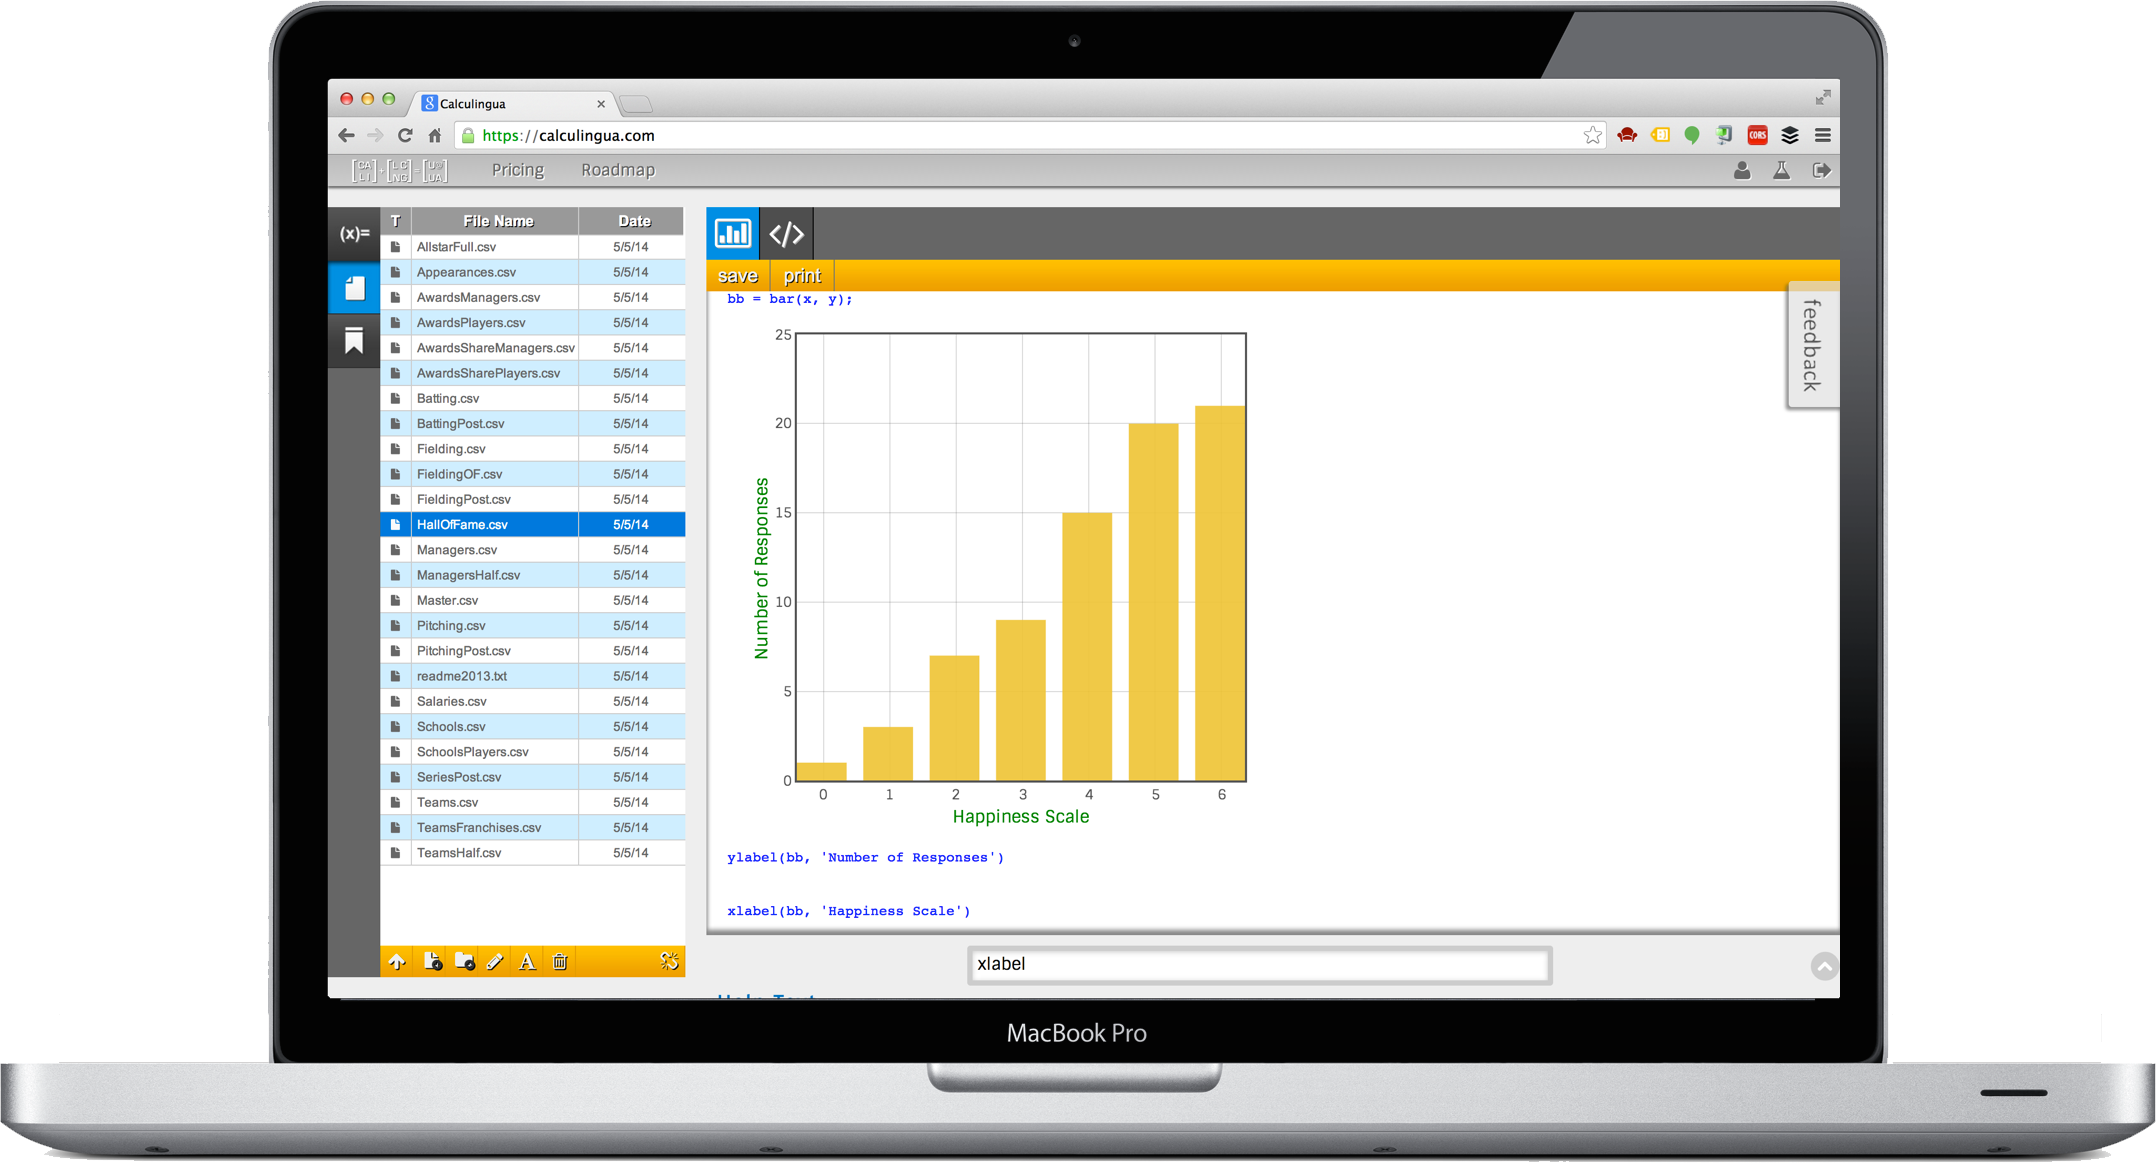 Calculingua
https://calculingua.com
CORS
[CA LI]+[LC NG]=[U UA]
Pricing Roadmap
(x)=
T File Name Date
AllstarFull.csv 5/5/14
Appearances.csv 5/5/14
AwardsManagers.csv 5/5/14
AwardsPlayers.csv 5/5/14
AwardsShareManagers.csv 5/5/14
AwardsSharePlayers.csv 5/5/14
Batting.csv 5/5/14
BattingPost.csv 5/5/14
Fielding.csv 5/5/14
FieldingOF.csv 5/5/14
FieldingPost.csv 5/5/14
HallOfFame.csv 5/5/14
Managers.csv 5/5/14
ManagersHalf.csv 5/5/14
Master.csv 5/5/14
Pitching.csv 5/5/14
PitchingPost.csv 5/5/14
readme2013.txt 5/5/14
Salaries.csv 5/5/14
Schools.csv 5/5/14
SchoolsPlayers.csv 5/5/14
SeriesPost.csv 5/5/14
Teams.csv 5/5/14
TeamsFranchises.csv 5/5/14
TeamsHalf.csv 5/5/14
A
</>
save print
feedback
bb = bar(x, y);
25
20
15
10
5
0
Number of Responses
0 1 2 3 4 5 6
Happiness Scale
ylabel(bb, 'Number of Responses')
xlabel(bb, 'Happiness Scale')
xlabel
MacBook Pro